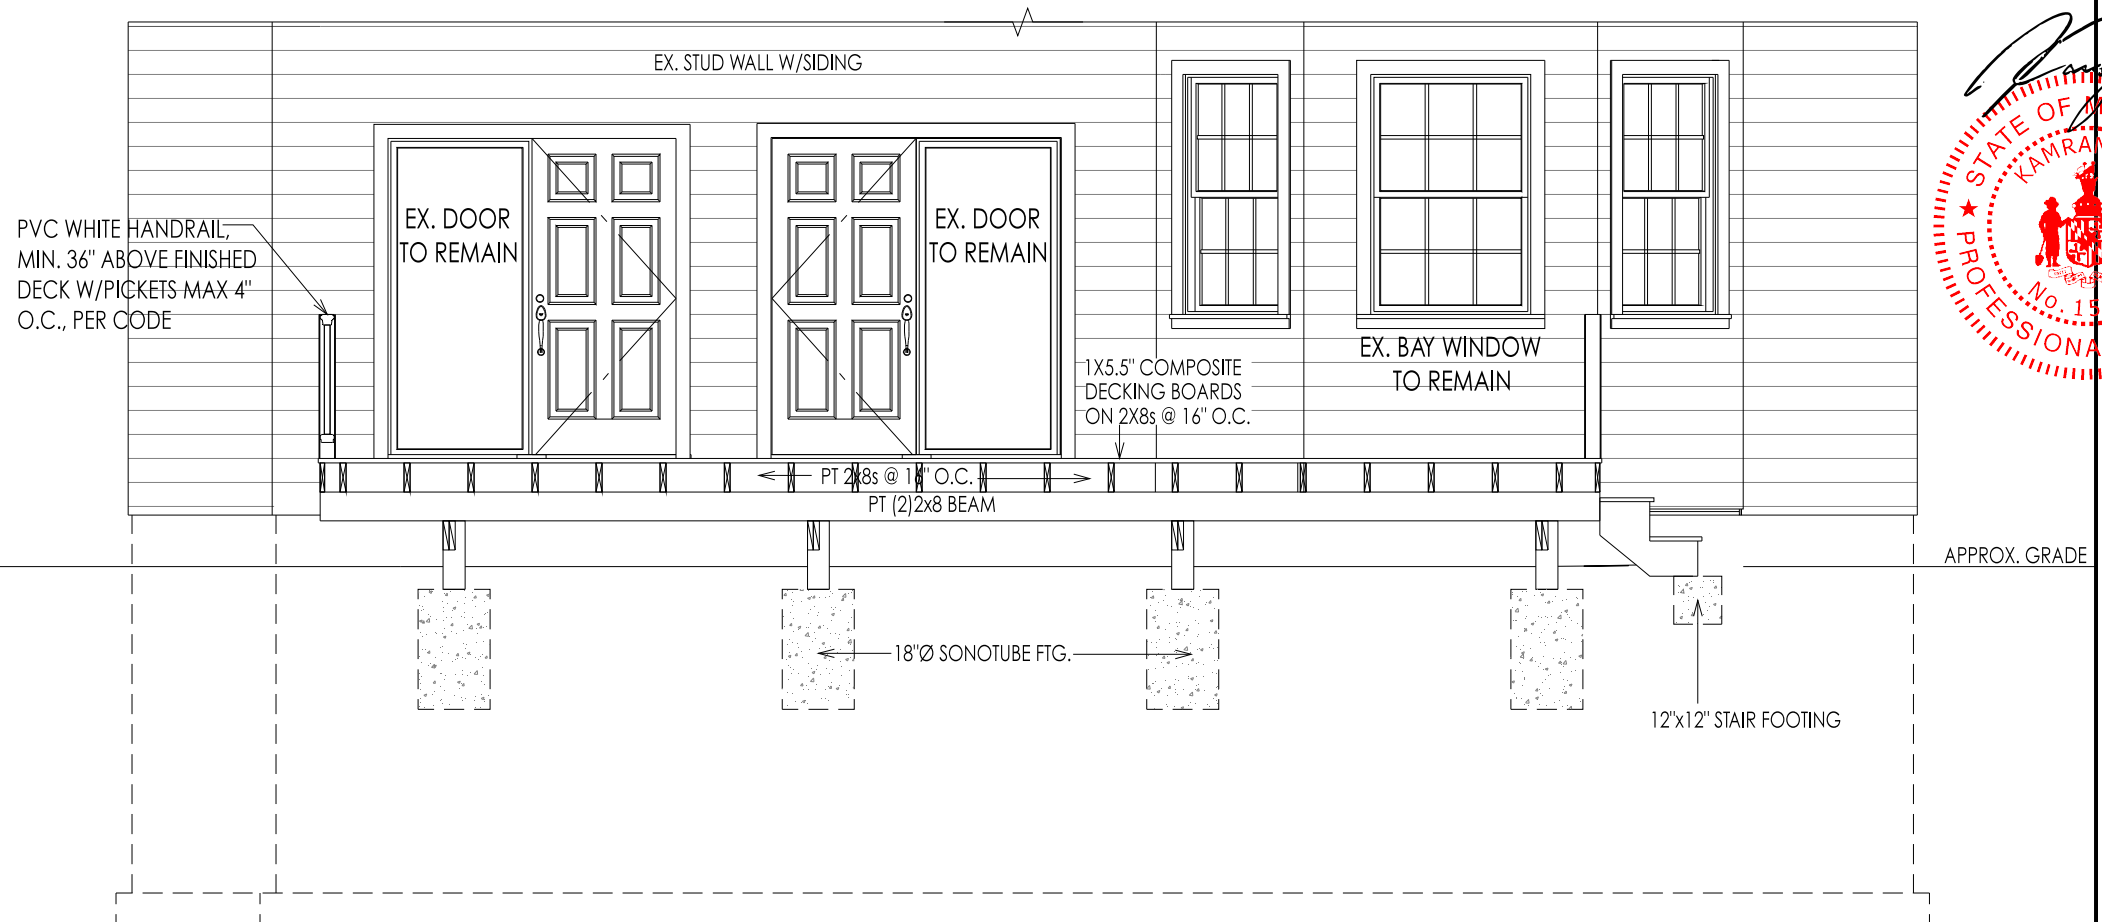 EX. STUD WALL W/SIDING
EX. DOOR
TO REMAIN
EX. DOOR
TO REMAIN
PVC WHITE HANDRAIL,
MIN. 36" ABOVE FINISHED
DECK W/PICKETS MAX 4"
O.C., PER CODE
1X5.5" COMPOSITE
DECKING BOARDS
ON 2X8s @ 16" O.C.
EX. BAY WINDOW
TO REMAIN
PT 2x8s @ 16" O.C.
PT (2)2x8 BEAM
APPROX. GRADE
18"Ø SONOTUBE FTG.
12"x12" STAIR FOOTING
STATE OF M
KAMRA
No. 15
★ PROFESSIONA